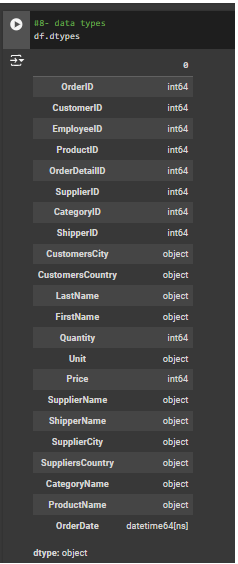 #8- data types
df.dtypes
0
OrderID int64
CustomerID int64
EmployeeID int64
ProductID int64
OrderDetailID int64
SupplierID int64
CategoryID int64
ShipperID int64
CustomersCity object
CustomersCountry object
LastName object
FirstName object
Quantity int64
Unit object
Price int64
SupplierName object
ShipperName object
SupplierCity object
SuppliersCountry object
CategoryName object
ProductName object
OrderDate datetime64[ns]
dtype: object